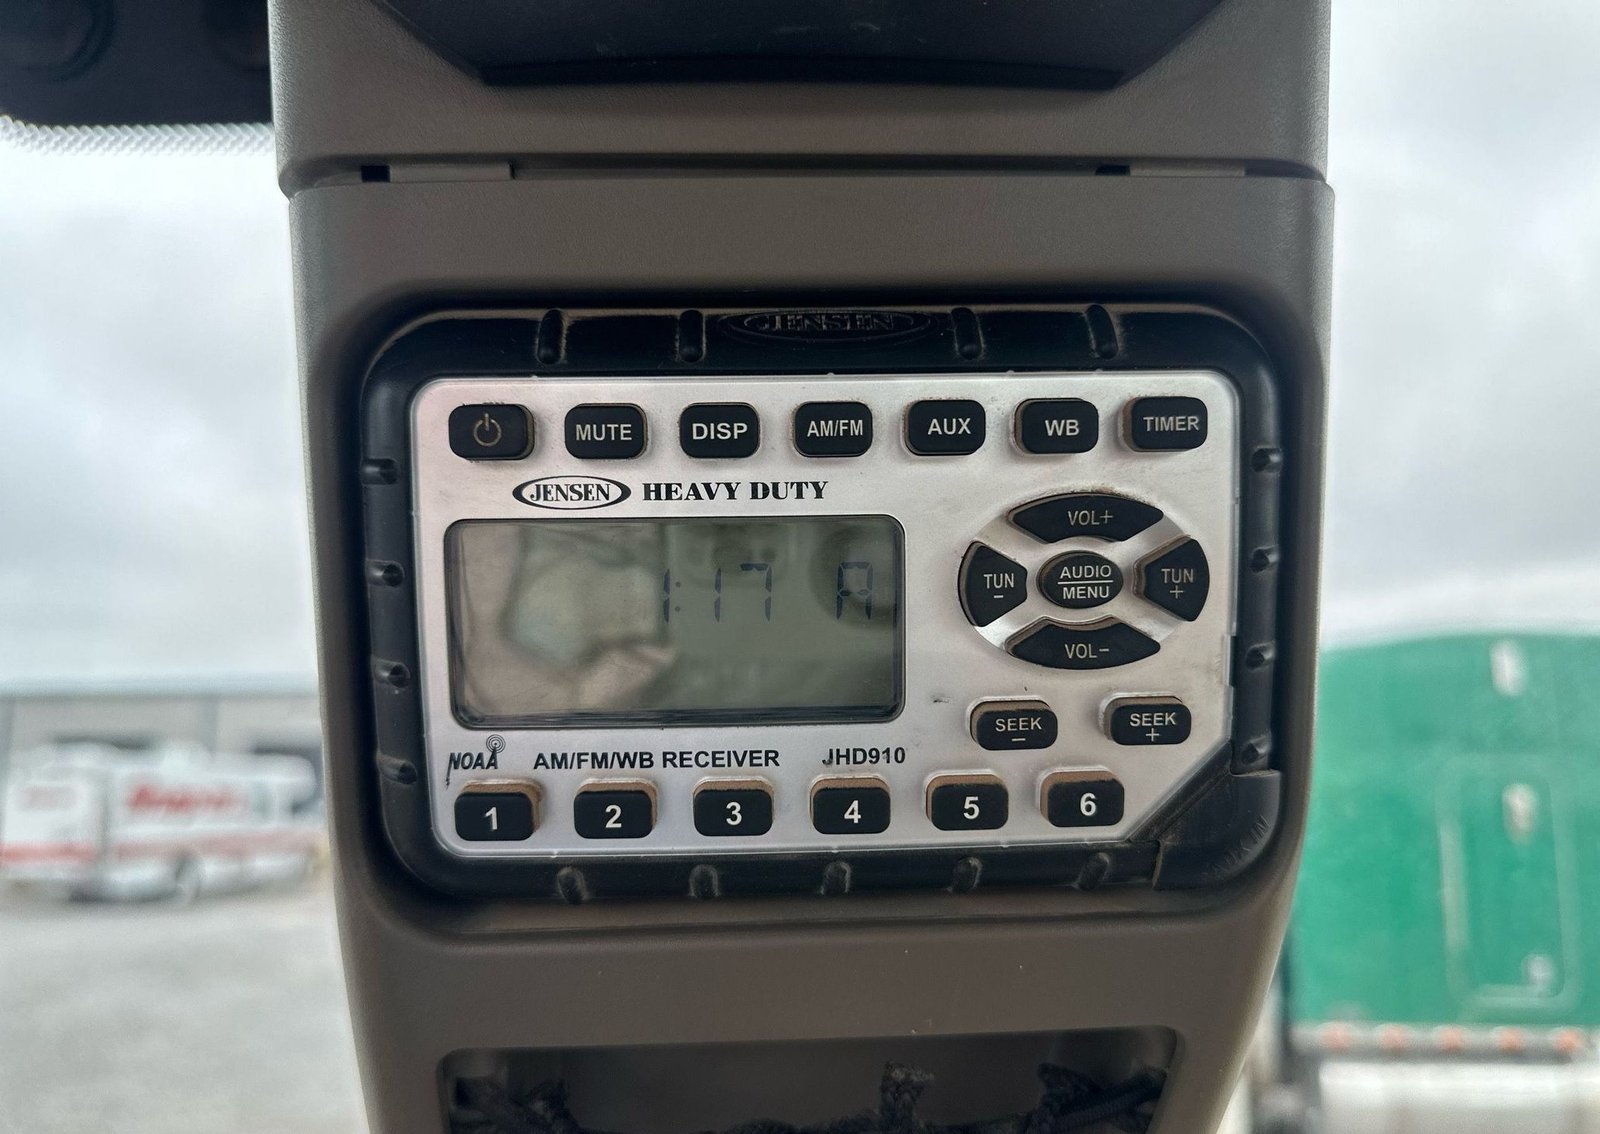 JENSEN
MUTE DISP AM/FM AUX WB TIMER
JENSEN HEAVY DUTY
VOL+
1:17 A
TUN - AUDIO MENU TUN +
VOL-
SEEK - SEEK +
NOAA AM/FM/WB RECEIVER JHD910
1 2 3 4 5 6